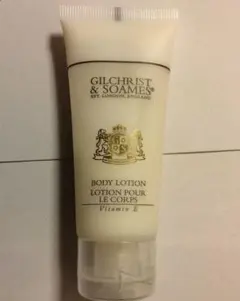 GILCHRIST
& SOAMES®
EST. LONDON, ENGLAND
BODY LOTION
LOTION POUR
LE CORPS
Vitamin E